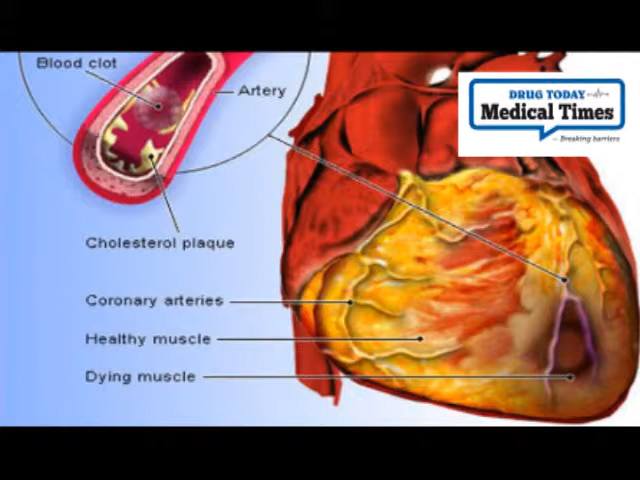 Blood clot
Artery
DRUG TODAY
Medical Times
Breaking barriers
Cholesterol plaque
Coronary arteries
Healthy muscle
Dying muscle